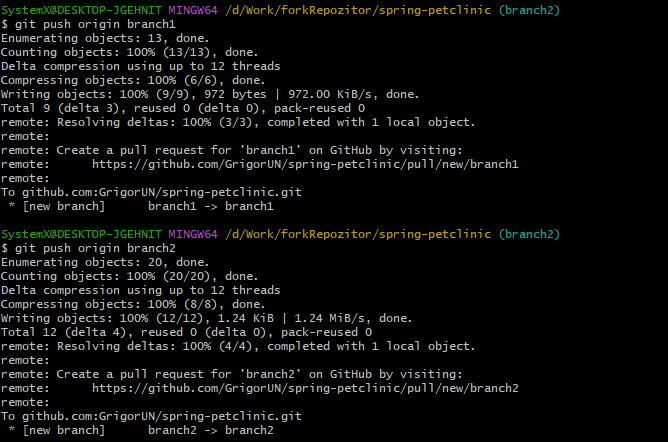 SystemX@DESKTOP-JGEHNIT MINGW64 /d/Work/forkRepozitor/spring-petclinic (branch2)
$ git push origin branch1
Enumerating objects: 13, done.
Counting objects: 100% (13/13), done.
Delta compression using up to 12 threads
Compressing objects: 100% (6/6), done.
Writing objects: 100% (9/9), 972 bytes | 972.00 KiB/s, done.
Total 9 (delta 3), reused 0 (delta 0), pack-reused 0
remote: Resolving deltas: 100% (3/3), completed with 1 local object.
remote:
remote: Create a pull request for 'branch1' on GitHub by visiting:
remote:      https://github.com/GrigorUN/spring-petclinic/pull/new/branch1
remote:
To github.com:GrigorUN/spring-petclinic.git
 * [new branch]      branch1 -> branch1

SystemX@DESKTOP-JGEHNIT MINGW64 /d/Work/forkRepozitor/spring-petclinic (branch2)
$ git push origin branch2
Enumerating objects: 20, done.
Counting objects: 100% (20/20), done.
Delta compression using up to 12 threads
Compressing objects: 100% (8/8), done.
Writing objects: 100% (12/12), 1.24 KiB | 1.24 MiB/s, done.
Total 12 (delta 4), reused 0 (delta 0), pack-reused 0
remote: Resolving deltas: 100% (4/4), completed with 1 local object.
remote:
remote: Create a pull request for 'branch2' on GitHub by visiting:
remote:      https://github.com/GrigorUN/spring-petclinic/pull/new/branch2
remote:
To github.com:GrigorUN/spring-petclinic.git
 * [new branch]      branch2 -> branch2